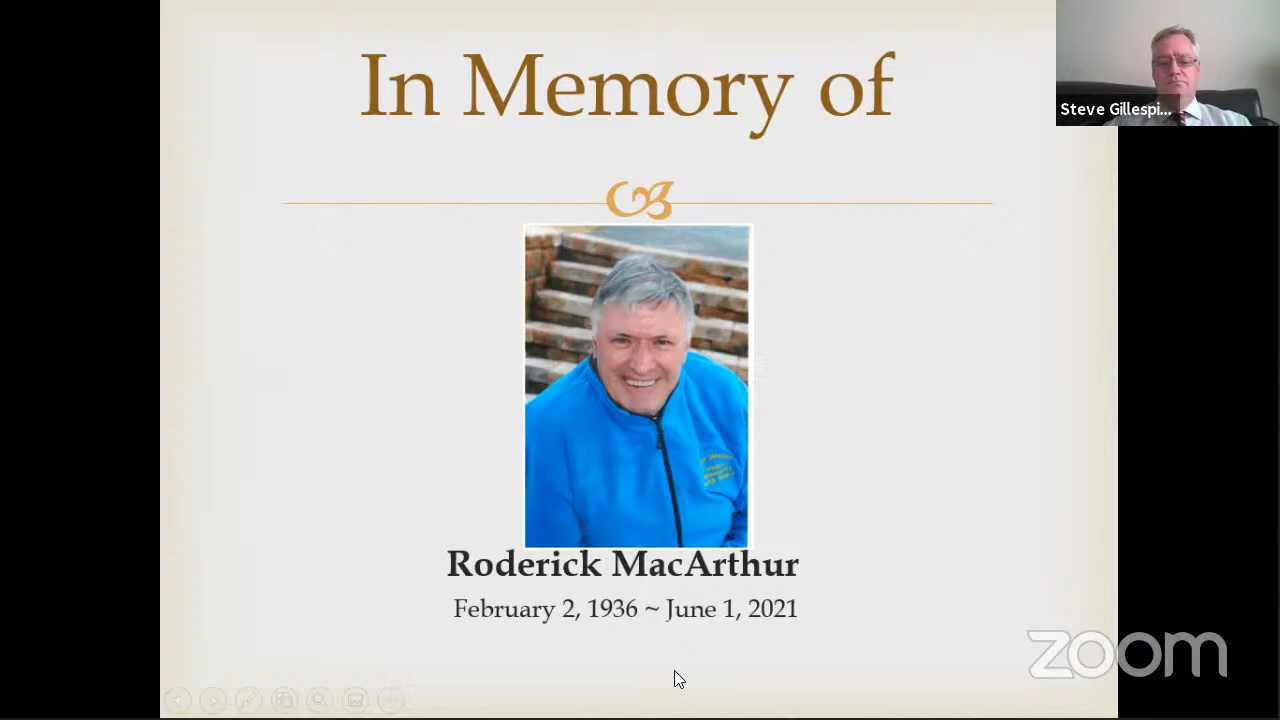 In Memory of
Steve Gillespi...
Roderick MacArthur
February 2, 1936 ~ June 1, 2021
zoom